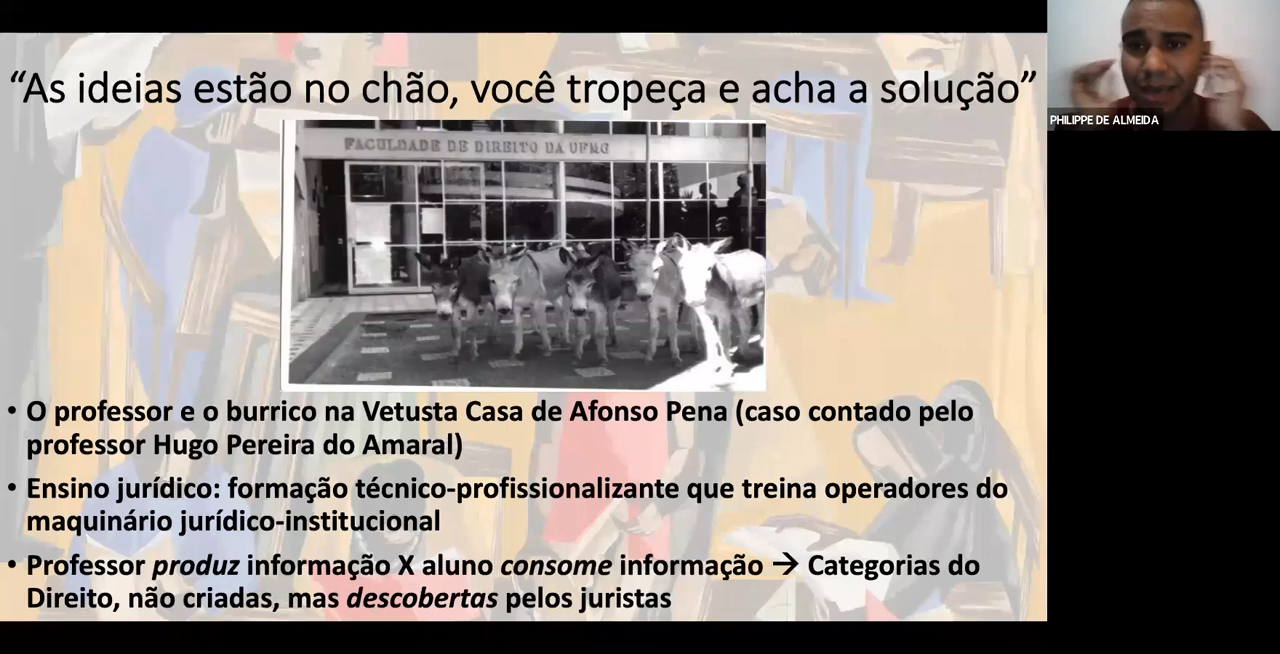 “As ideias estão no chão, você tropeça e acha a solução”
PHILIPPE DE ALMEIDA
FACULDADE DE DIREITO DA UFMG
• O professor e o burrico na Vetusta Casa de Afonso Pena (caso contado pelo
professor Hugo Pereira do Amaral)
• Ensino jurídico: formação técnico-profissionalizante que treina operadores do
maquinário jurídico-institucional
• Professor produz informação X aluno consome informação → Categorias do
Direito, não criadas, mas descobertas pelos juristas